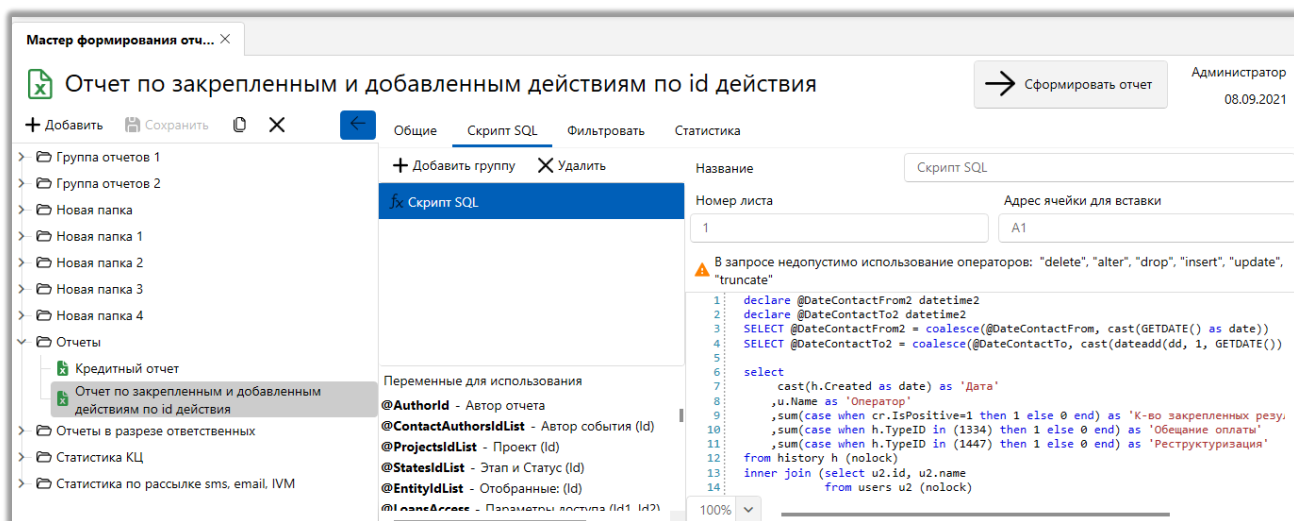 Мастер формирования отч...
Отчет по закрепленным и добавленным действиям по id действия
Сформировать отчет
Администратор
08.09.2021
Добавить
Сохранить
Общие
Скрипт SQL
Фильтровать
Статистика
Группа отчетов 1
Группа отчетов 2
Новая папка
Новая папка 1
Новая папка 2
Новая папка 3
Новая папка 4
Отчеты
Кредитный отчет
Отчет по закрепленным и добавленным
действиям по id действия
Отчеты в разрезе ответственных
Статистика КЦ
Статистика по рассылке sms, email, IVM
Добавить группу
Удалить
fx Скрипт SQL
Переменные для использования
@AuthorId - Автор отчета
@ContactAuthorsIdList - Автор события (Id)
@ProjectsIdList - Проект (Id)
@StatesIdList - Этап и Статус (Id)
@EntityIdList - Отобранные: (Id)
@LoansAccess - Параметры доступа (Id1, Id2)
Название
Скрипт SQL
Номер листа
Адрес ячейки для вставки
1
A1
В запросе недопустимо использование операторов: "delete", "alter", "drop", "insert", "update",
"truncate"
1 declare @DateContactFrom2 datetime2
2 declare @DateContactTo2 datetime2
3 SELECT @DateContactFrom2 = coalesce(@DateContactFrom, cast(GETDATE() as date))
4 SELECT @DateContactTo2 = coalesce(@DateContactTo, cast(dateadd(dd, 1, GETDATE())
5
6 select
7 cast(h.Created as date) as 'Дата'
8 ,u.Name as 'Оператор'
9 ,sum(case when cr.IsPositive=1 then 1 else 0 end) as 'К-во закрепленных резу
10 ,sum(case when h.TypeID in (1334) then 1 else 0 end) as 'Обещание оплаты'
11 ,sum(case when h.TypeID in (1447) then 1 else 0 end) as 'Реструктуризация'
12 from history h (nolock)
13 inner join (select u2.id, u2.name
14 from users u2 (nolock)
100%